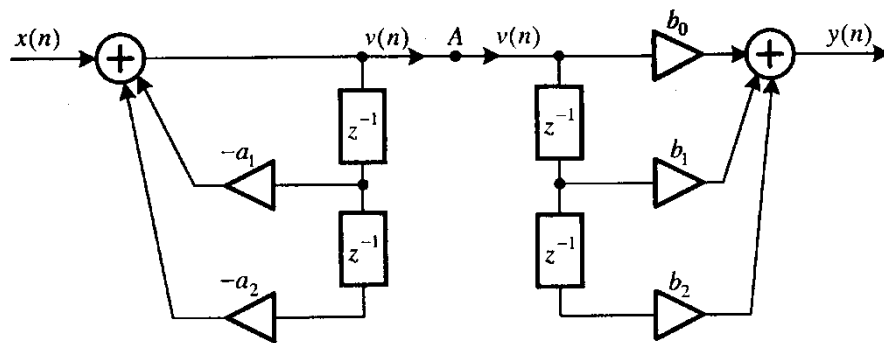 x(n) v(n) A v(n) b₀ y(n)
z⁻¹ z⁻¹
−a₁ b₁
z⁻¹ z⁻¹
−a₂ b₂